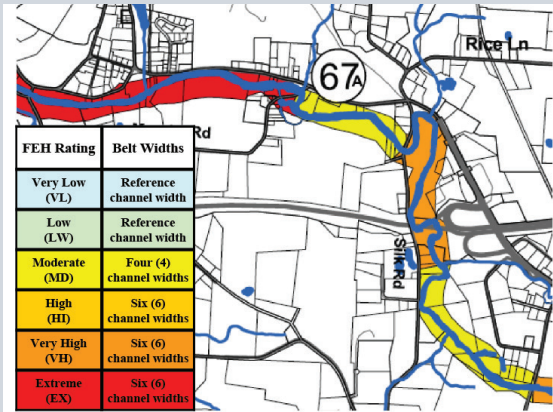 Rice Ln
67A
Rd
FEH Rating Belt Widths
Very Low Reference
(VL) channel width
Low Reference
(LW) channel width
Moderate Four (4)
(MD) channel widths
High Six (6)
(HI) channel widths
Very High Six (6)
(VH) channel widths
Extreme Six (6)
(EX) channel widths
Silk Rd